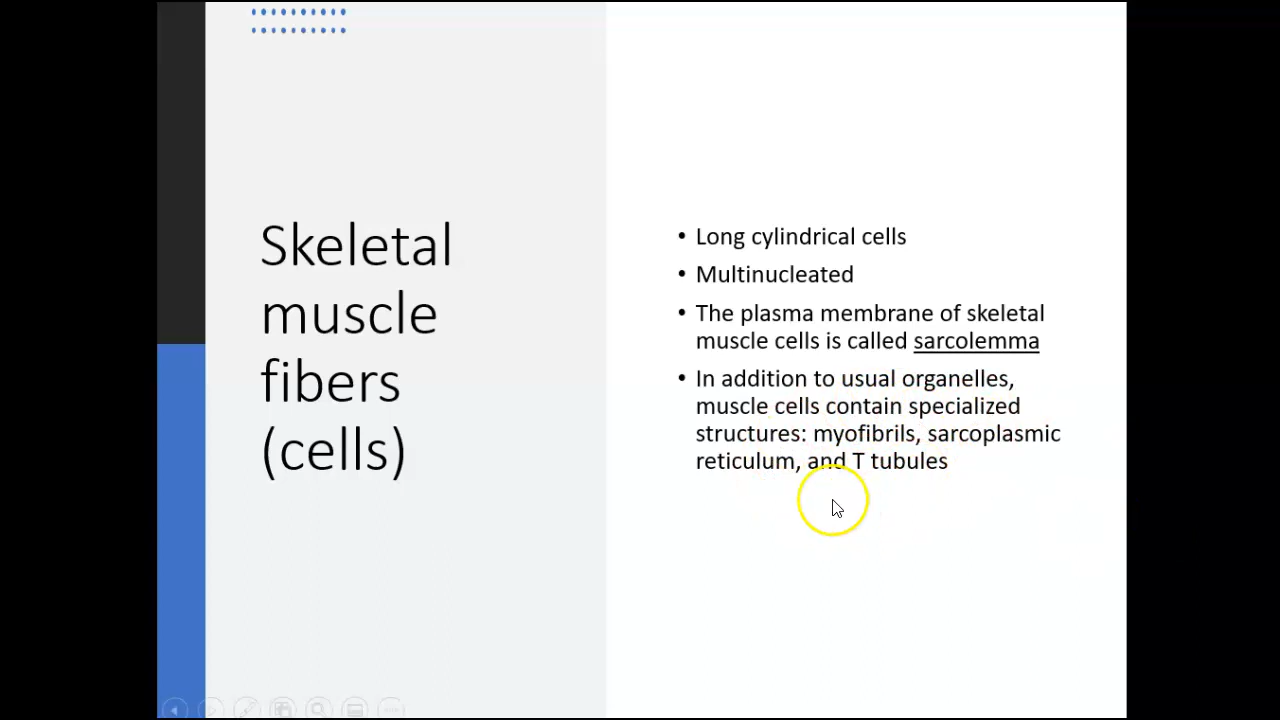 Skeletal
muscle
fibers
(cells)
• Long cylindrical cells
• Multinucleated
• The plasma membrane of skeletal
muscle cells is called sarcolemma
• In addition to usual organelles,
muscle cells contain specialized
structures: myofibrils, sarcoplasmic
reticulum, and T tubules